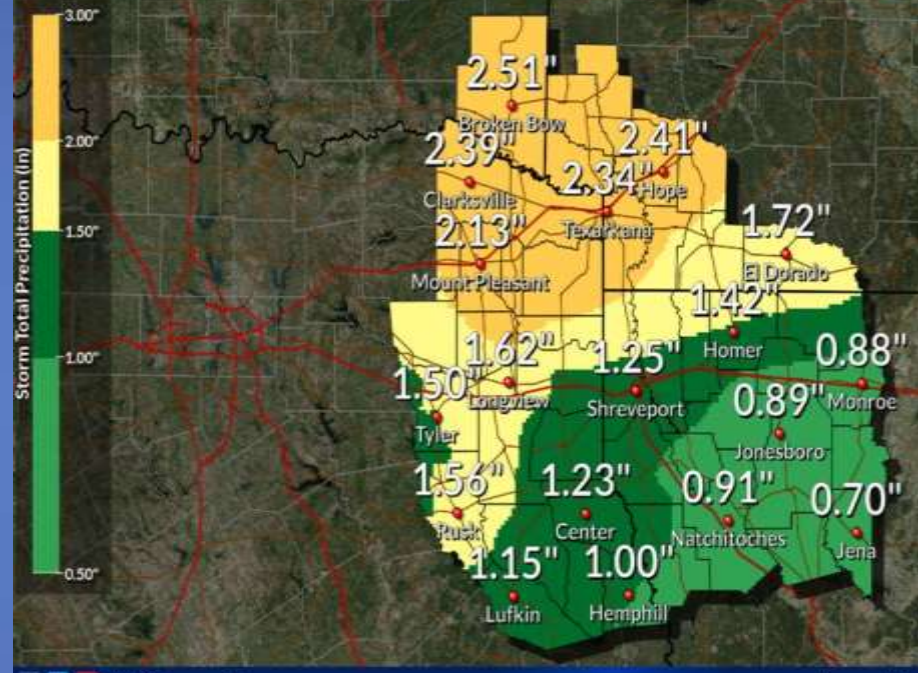 3.00"
2.00"
1.50"
1.00"
0.50"
Storm Total Precipitation (in)
2.51"
Broken Bow
2.41"
Hope
2.39"
Clarksville
2.34"
Texarkana
2.13"
Mount Pleasant
1.72"
El Dorado
1.42"
Homer
1.62"
Longview
1.25"
Shreveport
0.88"
Monroe
1.50"
Tyler
0.89"
Jonesboro
1.56"
Rusk
1.23"
Center
0.91"
Natchitoches
0.70"
Jena
1.15"
Lufkin
1.00"
Hemphill